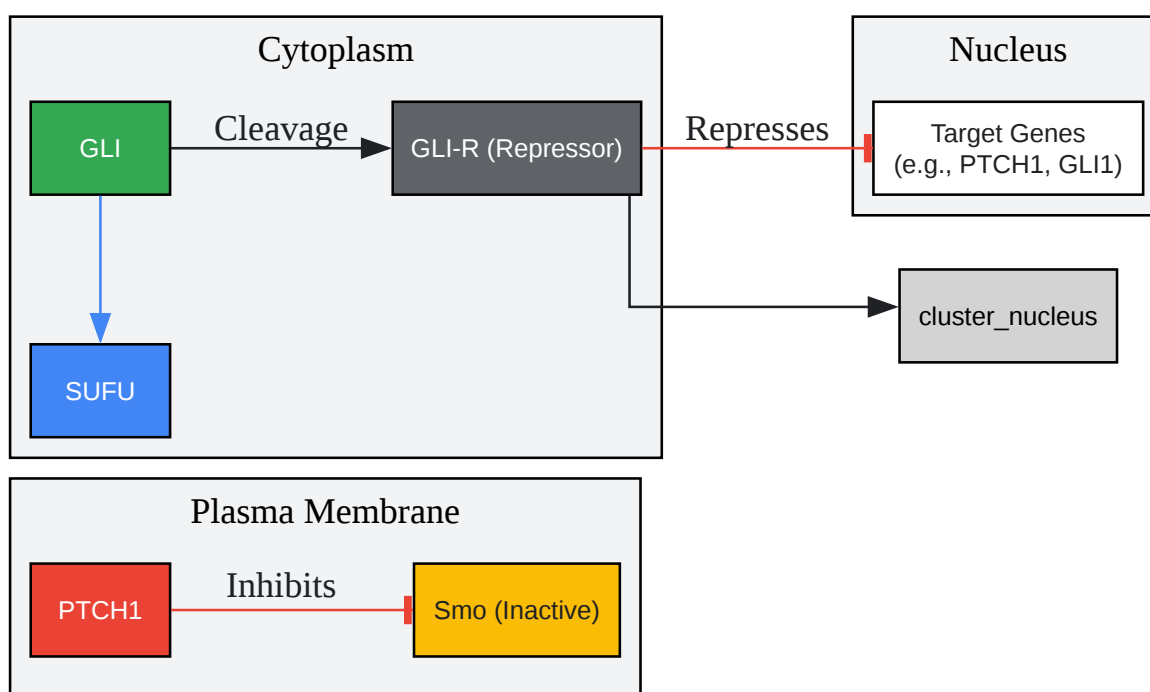 Cytoplasm
Nucleus
GLI
Cleavage
GLI-R (Repressor)
Represses
Target Genes
(e.g., PTCH1, GLI1)
cluster_nucleus
SUFU
Plasma Membrane
PTCH1
Inhibits
Smo (Inactive)